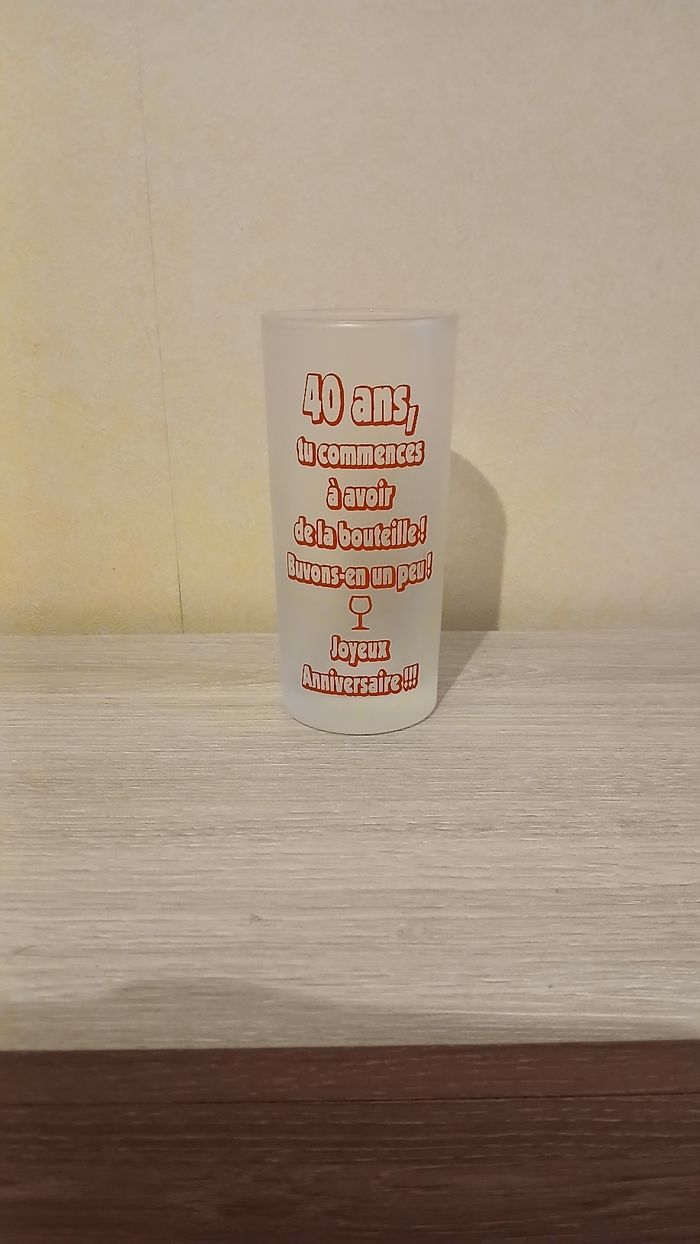 40 ans,
tu commences
à avoir
de la bouteille !
Buvons-en un peu !
Joyeux
Anniversaire !!!